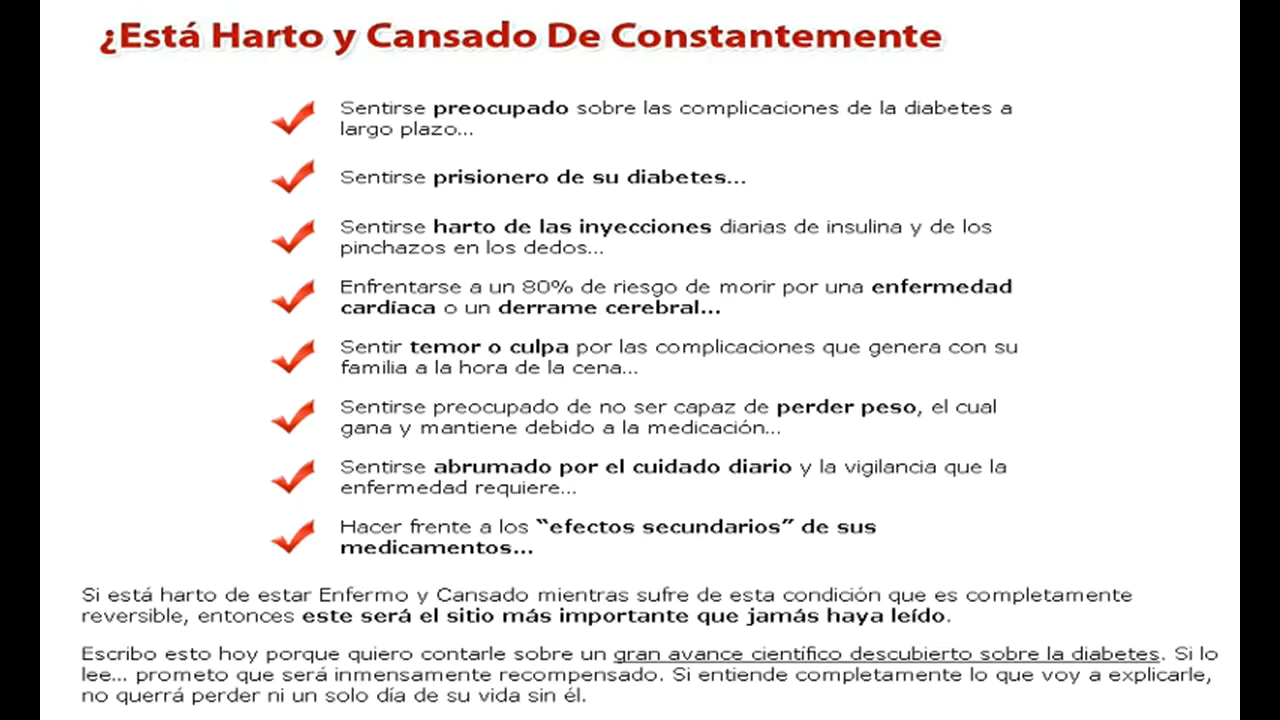 ¿Está Harto y Cansado De Constantemente
Sentirse preocupado sobre las complicaciones de la diabetes a
largo plazo...
Sentirse prisionero de su diabetes...
Sentirse harto de las inyecciones diarias de insulina y de los
pinchazos en los dedos...
Enfrentarse a un 80% de riesgo de morir por una enfermedad
cardíaca o un derrame cerebral...
Sentir temor o culpa por las complicaciones que genera con su
familia a la hora de la cena...
Sentirse preocupado de no ser capaz de perder peso, el cual
gana y mantiene debido a la medicación...
Sentirse abrumado por el cuidado diario y la vigilancia que la
enfermedad requiere...
Hacer frente a los “efectos secundarios” de sus
medicamentos...
Si está harto de estar Enfermo y Cansado mientras sufre de esta condición que es completamente
reversible, entonces este será el sitio más importante que jamás haya leído.
Escribo esto hoy porque quiero contarle sobre un gran avance científico descubierto sobre la diabetes. Si lo
lee... prometo que será inmensamente recompensado. Si entiende completamente lo que voy a explicarle,
no querrá perder ni un solo día de su vida sin él.